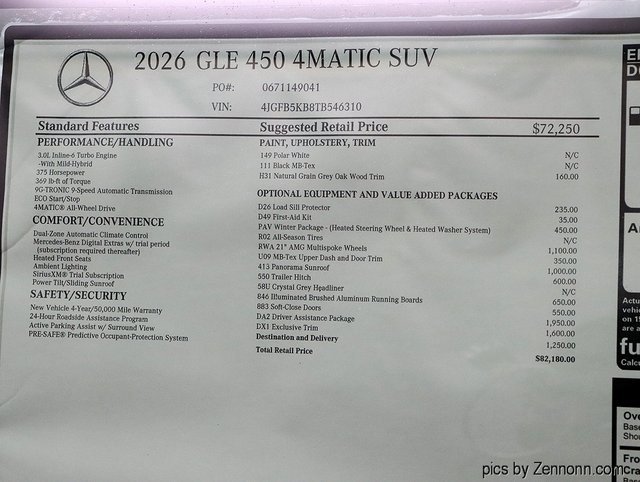 2026 GLE 450 4MATIC SUV
PO#: 0671149041
VIN: 4JGFB5KB8TB546310
Standard Features
Suggested Retail Price $72,250
PERFORMANCE/HANDLING
3.0L Inline-6 Turbo Engine
-With Mild-Hybrid
375 Horsepower
369 lb-ft of Torque
9G-TRONIC 9-Speed Automatic Transmission
ECO Start/Stop
4MATIC® All-Wheel Drive
COMFORT/CONVENIENCE
Dual-Zone Automatic Climate Control
Mercedes-Benz Digital Extras w/ trial period
(subscription required thereafter)
Heated Front Seats
Ambient Lighting
SiriusXM® Trial Subscription
Power Tilt/Sliding Sunroof
SAFETY/SECURITY
New Vehicle 4-Year/50,000 Mile Warranty
24-Hour Roadside Assistance Program
Active Parking Assist w/ Surround View
PRE-SAFE® Predictive Occupant-Protection System
PAINT, UPHOLSTERY, TRIM
149 Polar White N/C
111 Black MB-Tex N/C
H31 Natural Grain Grey Oak Wood Trim 160.00
OPTIONAL EQUIPMENT AND VALUE ADDED PACKAGES
D26 Load Sill Protector 235.00
D49 First-Aid Kit 35.00
PAV Winter Package - (Heated Steering Wheel & Heated Washer System) 450.00
R02 All-Season Tires N/C
RWA 21" AMG Multispoke Wheels 1,100.00
U09 MB-Tex Upper Dash and Door Trim 350.00
413 Panorama Sunroof 1,000.00
550 Trailer Hitch 600.00
58U Crystal Grey Headliner N/C
846 Illuminated Brushed Aluminum Running Boards 650.00
883 Soft-Close Doors 550.00
DA2 Driver Assistance Package 1,950.00
DX1 Exclusive Trim 1,600.00
Destination and Delivery 1,250.00
Total Retail Price $82,180.00
Actu
vehi
on 1
are a
fu
Calcu
Ove
Base
Shou
Fro
Cra
pics by Zennonn.com